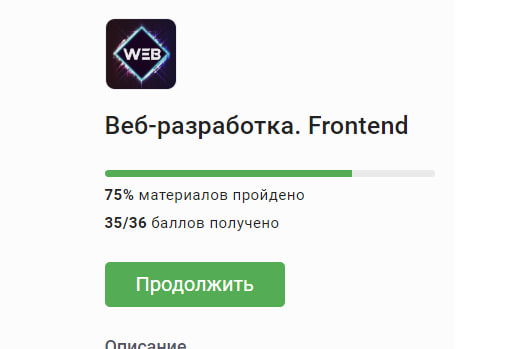 WEB
Веб-разработка. Frontend
75% материалов пройдено
35/36 баллов получено
Продолжить
Описание